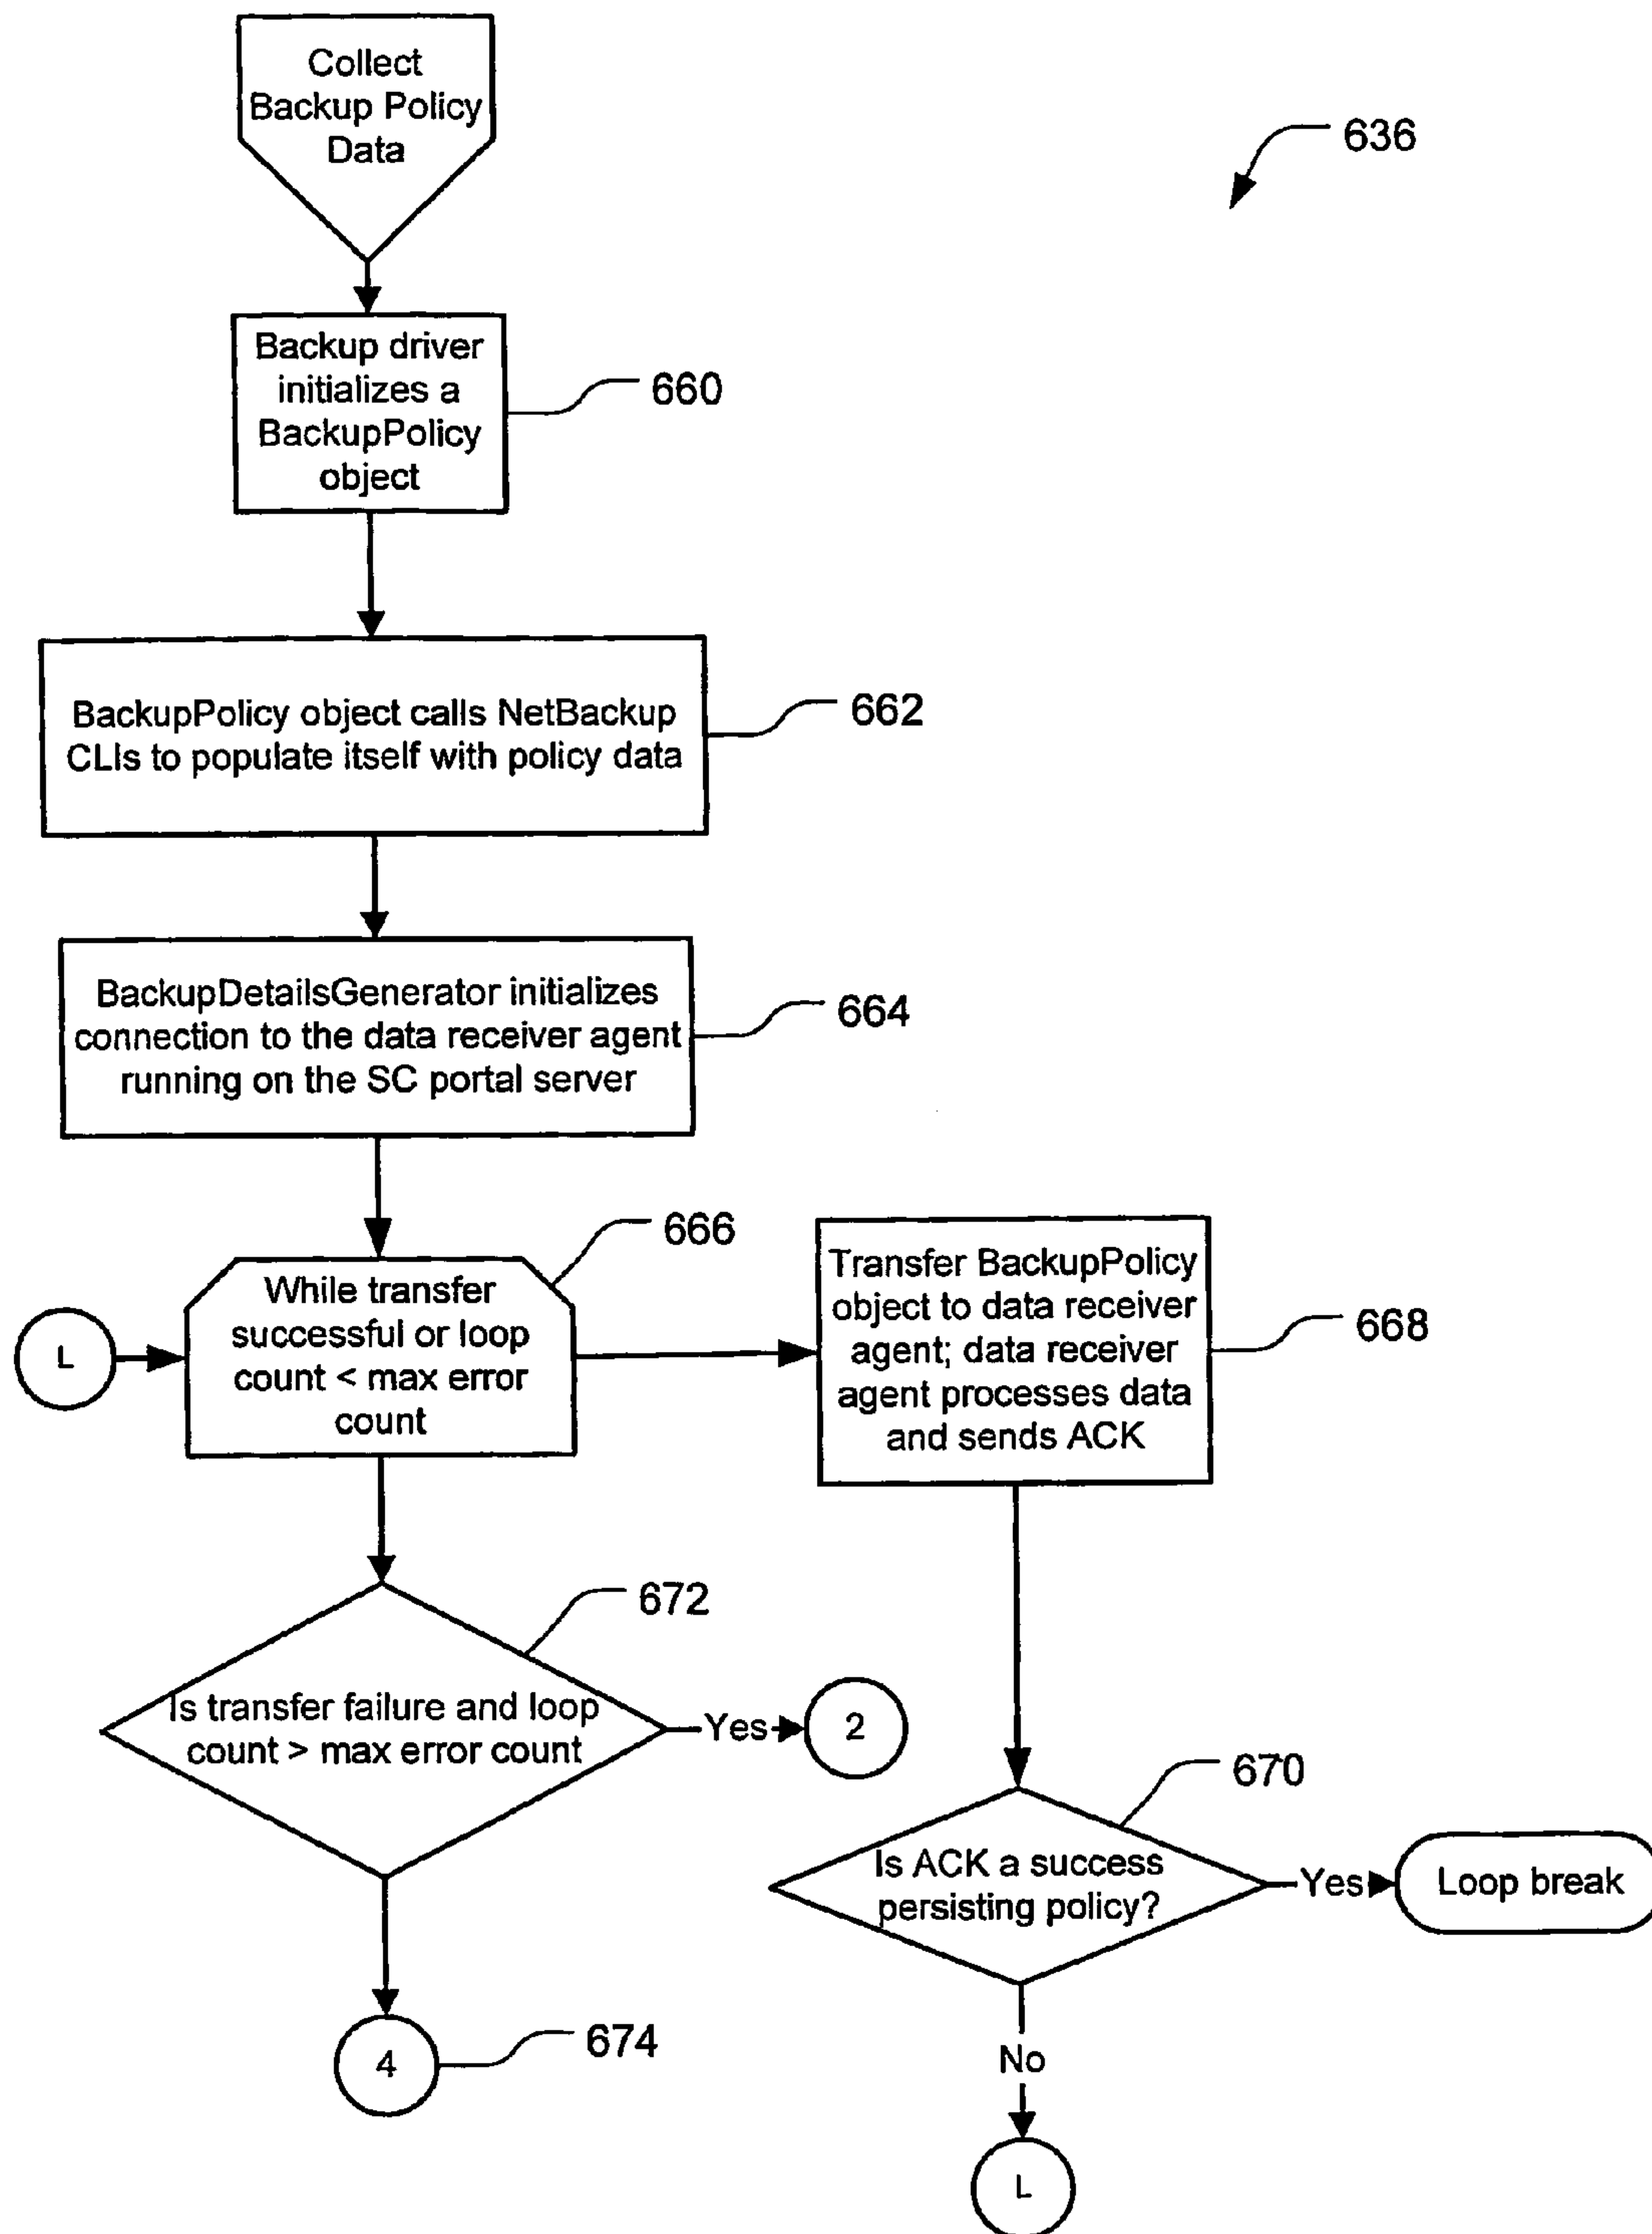 Collect
Backup Policy
Data
636
Backup driver
initializes a
BackupPolicy
object
660
BackupPolicy object calls NetBackup
CLIs to populate itself with policy data
662
BackupDetailsGenerator initializes
connection to the data receiver agent
running on the SC portal server
664
666
L
While transfer
successful or loop
count < max error
count
Transfer BackupPolicy
object to data receiver
agent; data receiver
agent processes data
and sends ACK
668
672
Is transfer failure and loop
count > max error count
Yes
2
670
Is ACK a success
persisting policy?
Yes
Loop break
4
674
No
L